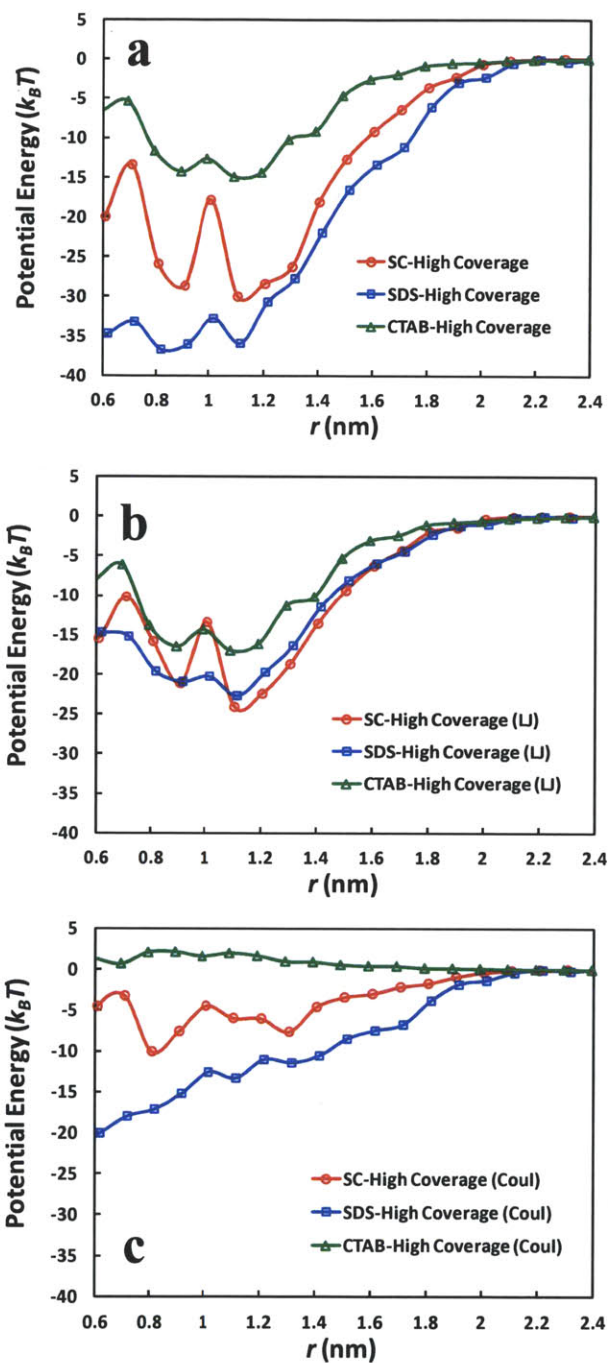 a
5
0
-5
-10
-15
-20
-25
-30
-35
-40
Potential Energy (kBT)
SC-High Coverage
SDS-High Coverage
CTAB-High Coverage
0.6 0.8 1 1.2 1.4 1.6 1.8 2 2.2 2.4
r (nm)
b
5
0
-5
-10
-15
-20
-25
-30
-35
-40
Potential Energy (kBT)
SC-High Coverage (LJ)
SDS-High Coverage (LJ)
CTAB-High Coverage (LJ)
0.6 0.8 1 1.2 1.4 1.6 1.8 2 2.2 2.4
r (nm)
5
0
-5
-10
-15
-20
-25
-30
-35
-40
Potential Energy (kBT)
SC-High Coverage (Coul)
SDS-High Coverage (Coul)
CTAB-High Coverage (Coul)
c
0.6 0.8 1 1.2 1.4 1.6 1.8 2 2.2 2.4
r (nm)